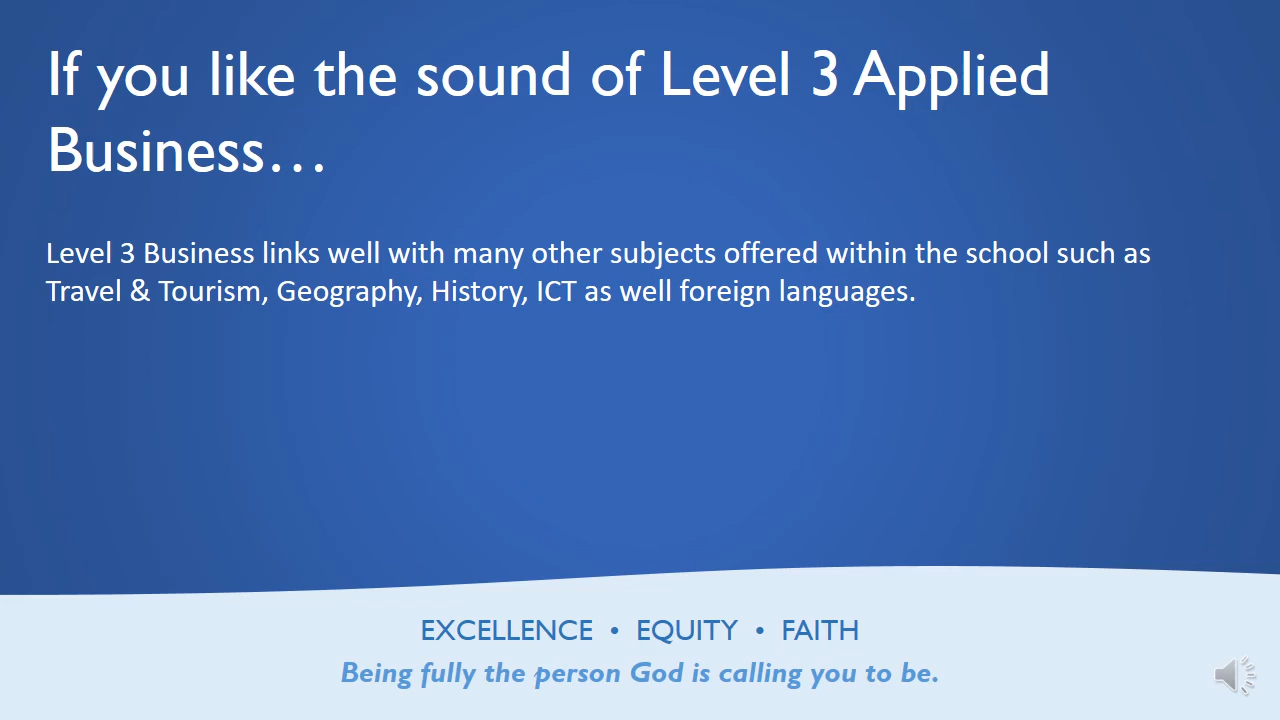 If you like the sound of Level 3 Applied
Business…
Level 3 Business links well with many other subjects offered within the school such as
Travel & Tourism, Geography, History, ICT as well foreign languages.
EXCELLENCE • EQUITY • FAITH
Being fully the person God is calling you to be.